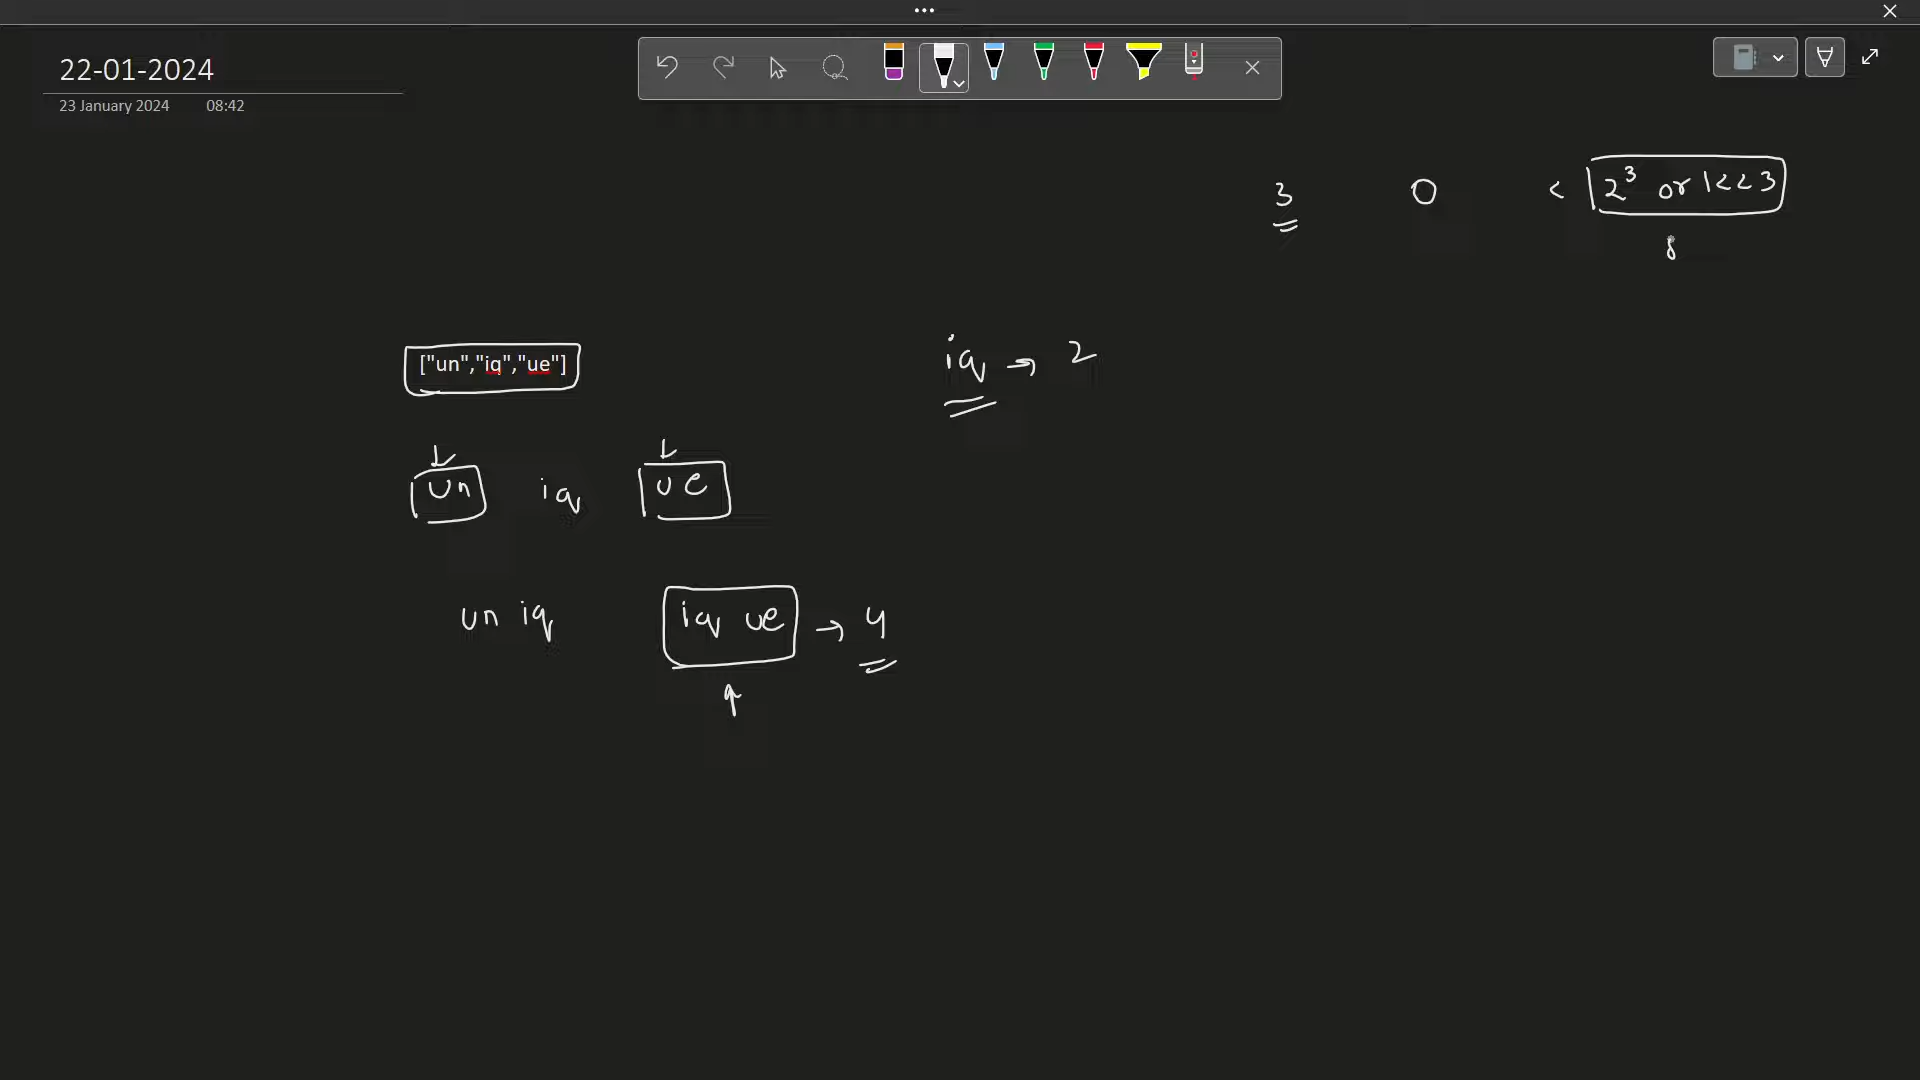 22-01-2024
23 January 2024 08:42
3 0 < 2³ or 1<<3
8
["un","iq","ue"]
iq → 2
un iq ue
un iq iq ue → 4